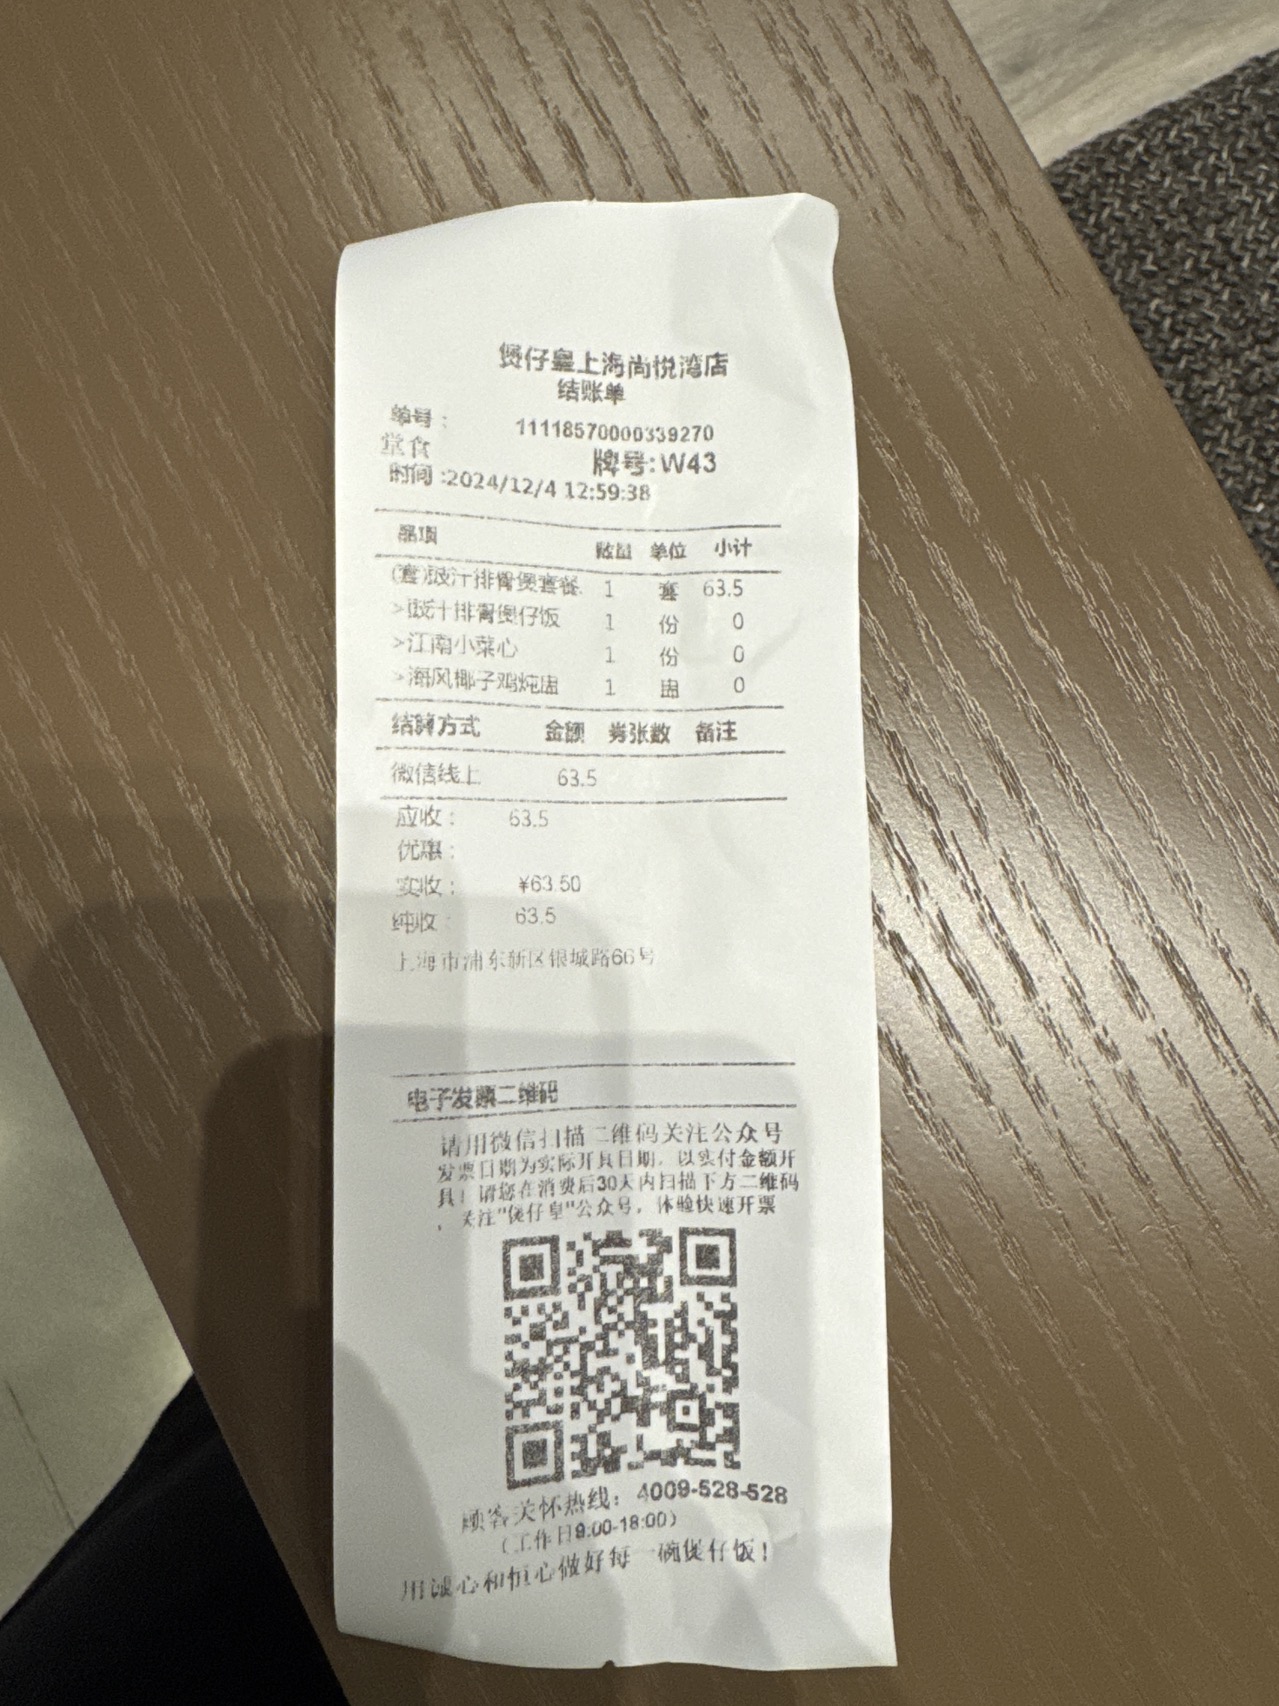 煲仔皇上海尚悦湾店
结账单
单号： 11118570000339270
堂食 牌号:W43
时间:2024/12/4 12:59:38
品项 数量 单位 小计
(套)豉汁排骨煲套餐 1 套 63.5
>豉汁排骨煲仔饭 1 份 0
>江南小菜心 1 份 0
>海风椰子鸡炖盅 1 盅 0
结算方式 金额 券张数 备注
微信线上 63.5
应收： 63.5
优惠：
实收： ¥63.50
纯收： 63.5
上海市浦东新区银城路66号
电子发票二维码
请用微信扫描二维码关注公众号
发票日期为实际开具日期，以实付金额开
具！请您在消费后30天内扫描下方二维码
，关注"煲仔皇"公众号，体验快速开票
顾客关怀热线：4009-528-528
（工作日9:00-18:00）
用诚心和恒心做好每一碗煲仔饭！